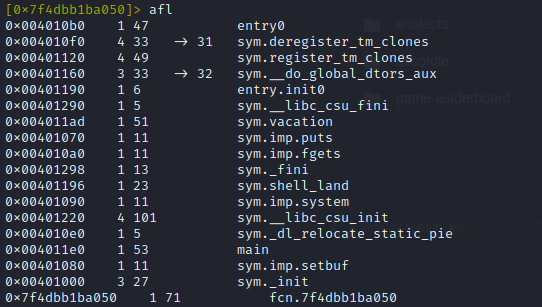 [0×7f4dbb1ba050]> afl
0×004010b0 1 47 entry0
0×004010f0 4 33 → 31 sym.deregister_tm_clones
0×00401120 4 49 sym.register_tm_clones
0×00401160 3 33 → 32 sym.__do_global_dtors_aux
0×00401190 1 6 entry.init0
0×00401290 1 5 sym.__libc_csu_fini
0×004011ad 1 51 sym.vacation
0×00401070 1 11 sym.imp.puts
0×004010a0 1 11 sym.imp.fgets
0×00401298 1 13 sym._fini
0×00401196 1 23 sym.shell_land
0×00401090 1 11 sym.imp.system
0×00401220 4 101 sym.__libc_csu_init
0×004010e0 1 5 sym._dl_relocate_static_pie
0×004011e0 1 53 main
0×00401080 1 11 sym.imp.setbuf
0×00401000 3 27 sym._init
0×7f4dbb1ba050 1 71 fcn.7f4dbb1ba050
analects
game-leaderboard